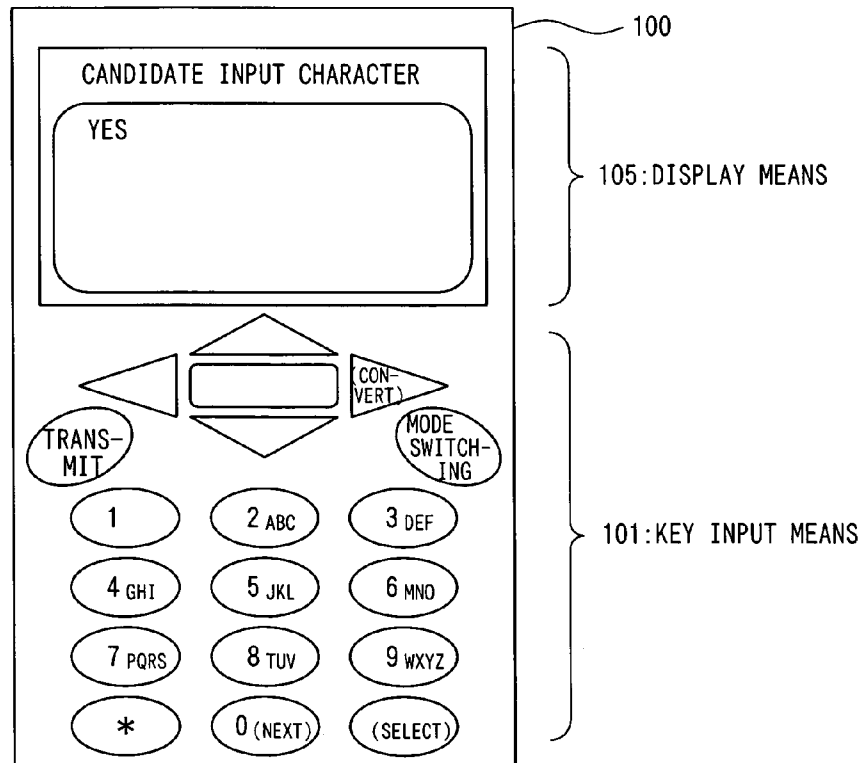 100
CANDIDATE INPUT CHARACTER
YES
105:DISPLAY MEANS
(CON-
VERT)
TRANS-
MIT
MODE
SWITCH-
ING
1
2 ABC
3 DEF
101:KEY INPUT MEANS
4 GHI
5 JKL
6 MNO
7 PQRS
8 TUV
9 WXYZ
*
0 (NEXT)
(SELECT)